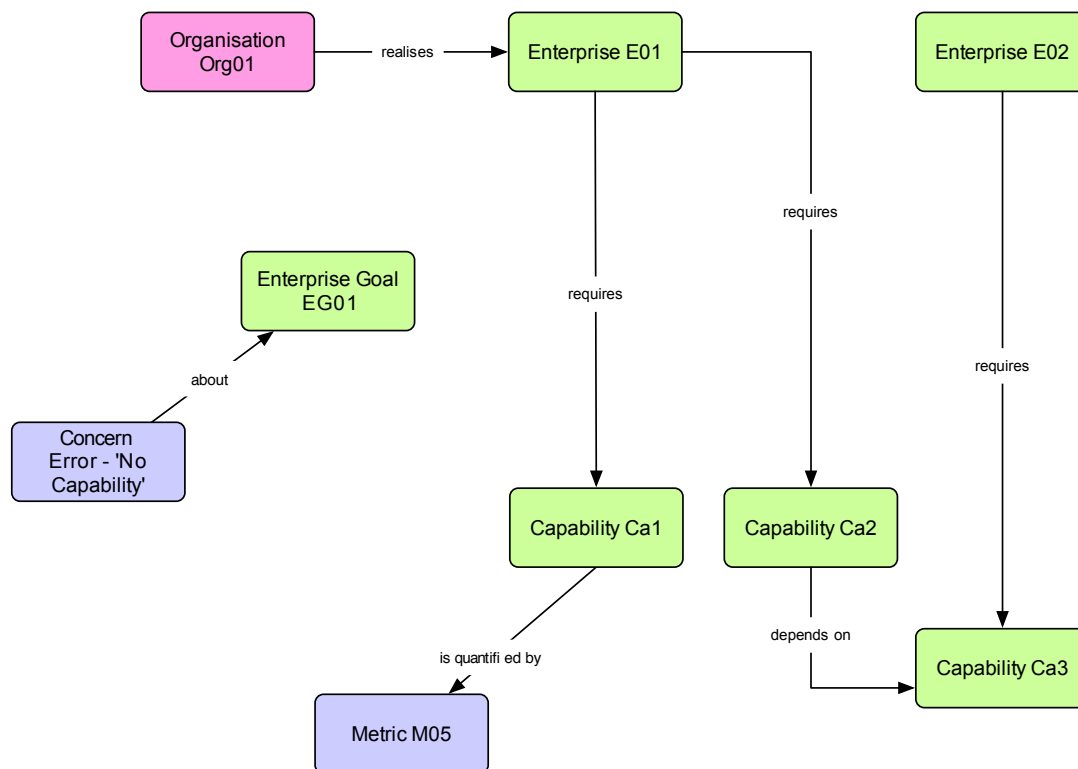 Organisation
Org01
realises
Enterprise E01
Enterprise E02
requires
Enterprise Goal
EG01
requires
requires
about
Concern
Error - 'No
Capability'
Capability Ca1
Capability Ca2
depends on
is quantifi ed by
Capability Ca3
Metric M05